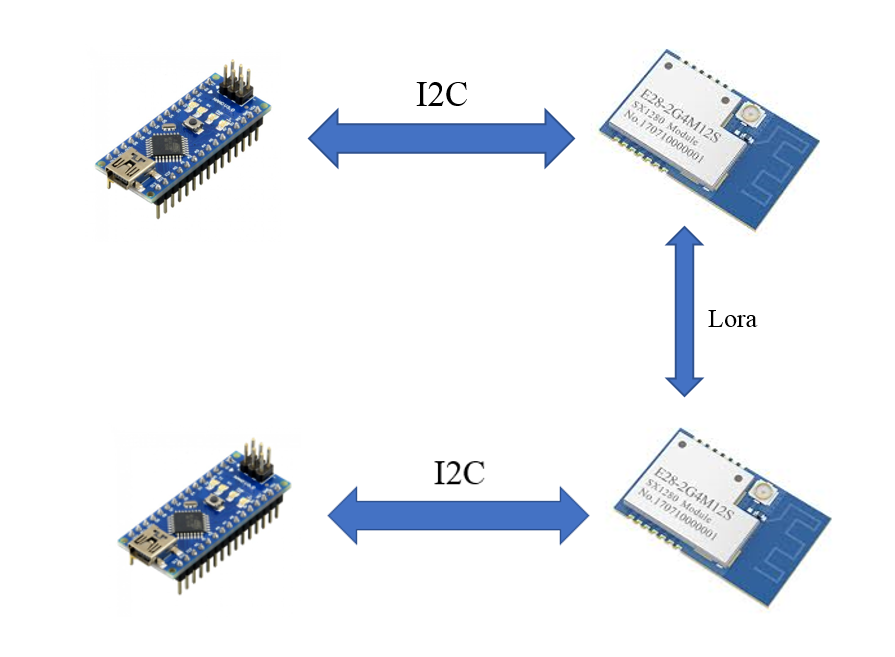 I2C
E28-2G4M12S
SX1280 Module
No.170710000001
Lora
I2C
E28-2G4M12S
SX1280 Module
No.170710000001